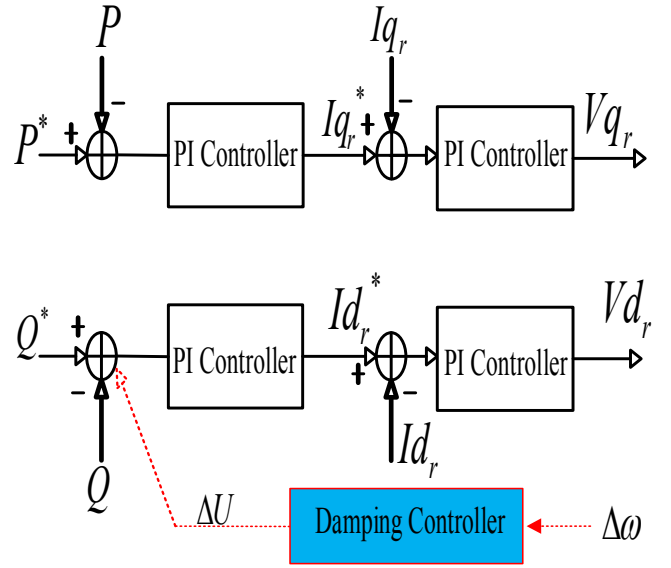 P
Iq_r
P* + -
PI Controller
Iq_r* + -
PI Controller
Vq_r
Q* + -
PI Controller
Id_r* + -
PI Controller
Vd_r
Q
Id_r
ΔU
Damping Controller
Δω